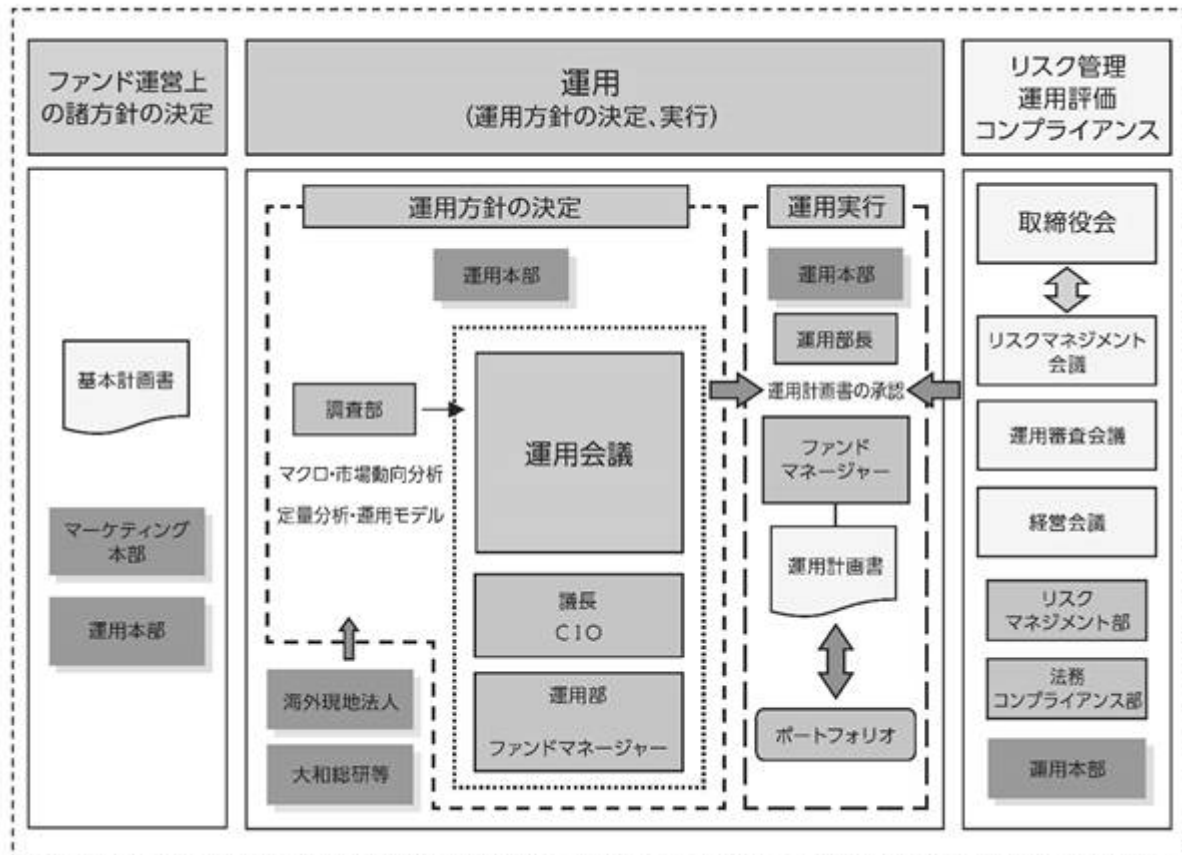 ファンド運営上
の諸方針の決定
運用
(運用方針の決定、実行)
リスク管理
運用評価
コンプライアンス
基本計画書
マーケティング
本部
運用本部
運用方針の決定
運用本部
調査部
マクロ・市場動向分析
定量分析・運用モデル
海外現地法人
大和総研等
運用会議
議長
CIO
運用部
ファンドマネージャー
運用実行
運用本部
運用部長
運用計画書の承認
ファンド
マネージャー
運用計画書
ポートフォリオ
取締役会
リスクマネジメント
会議
運用審査会議
経営会議
リスク
マネジメント部
法務
コンプライアンス部
運用本部